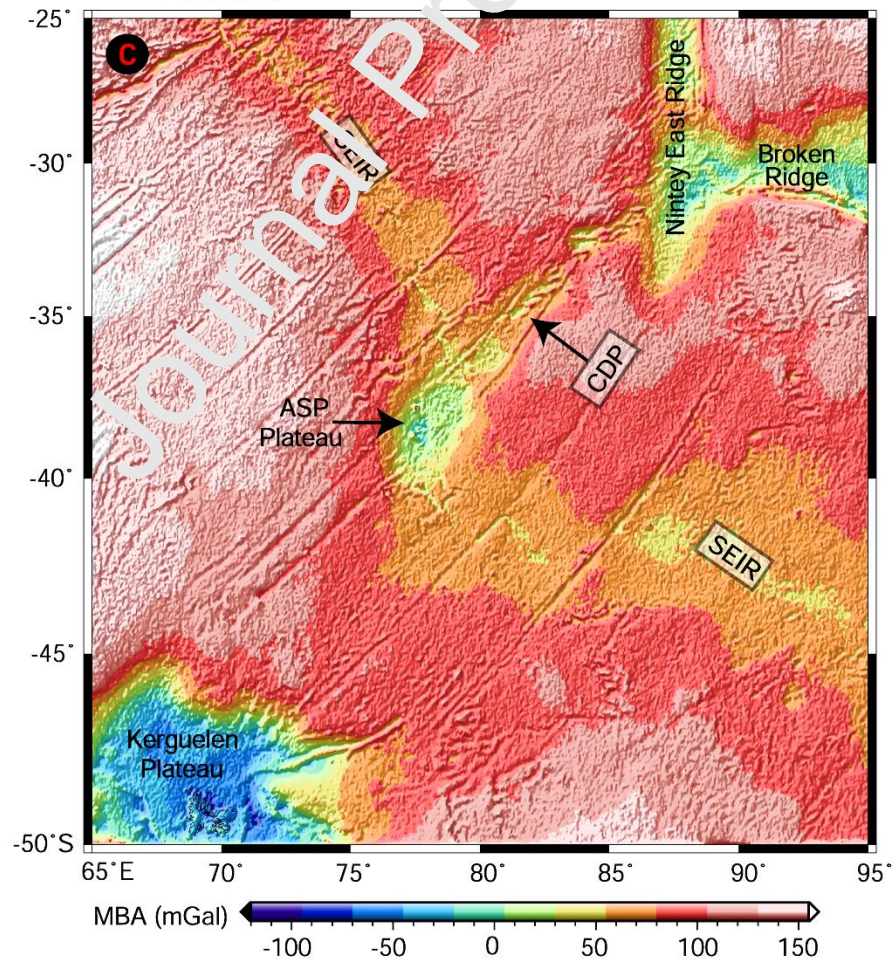 Journal Pre
C
-25˚
-30˚
-35˚
-40˚
-45˚
-50˚S
SEIR
Nintey East Ridge
Broken
Ridge
CDP
ASP
Plateau
SEIR
Kerguelen
Plateau
65˚E
70˚
75˚
80˚
85˚
90˚
95˚
MBA (mGal)
-100
-50
0
50
100
150